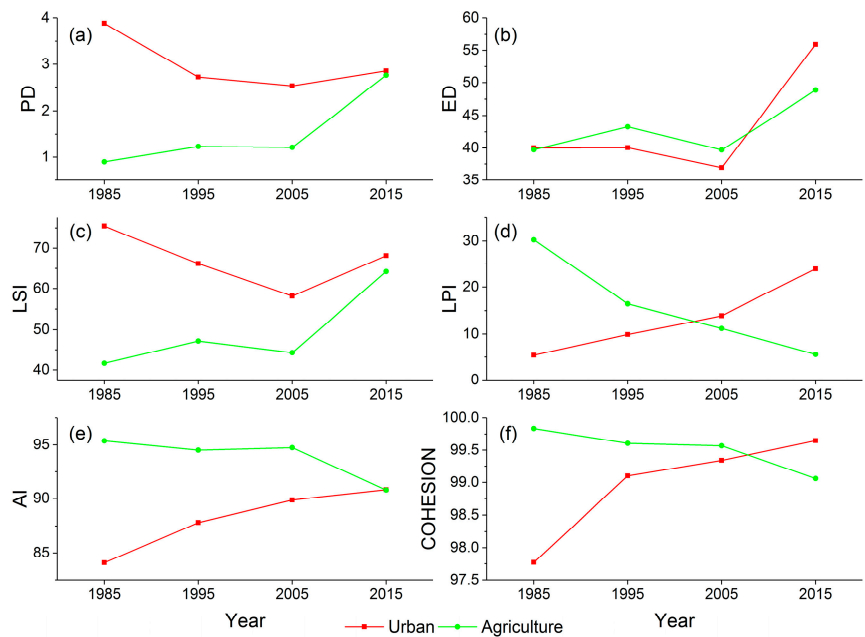 (a)
PD
4
3
2
1
1985 1995 2005 2015
(b)
ED
60
55
50
45
40
35
1985 1995 2005 2015
(c)
LSI
70
60
50
40
1985 1995 2005 2015
(d)
LPI
30
20
10
0
1985 1995 2005 2015
(e)
AI
95
90
85
1985 1995 2005 2015
Year
(f)
COHESION
100.0
99.5
99.0
98.5
98.0
97.5
1985 1995 2005 2015
Year
Urban Agriculture